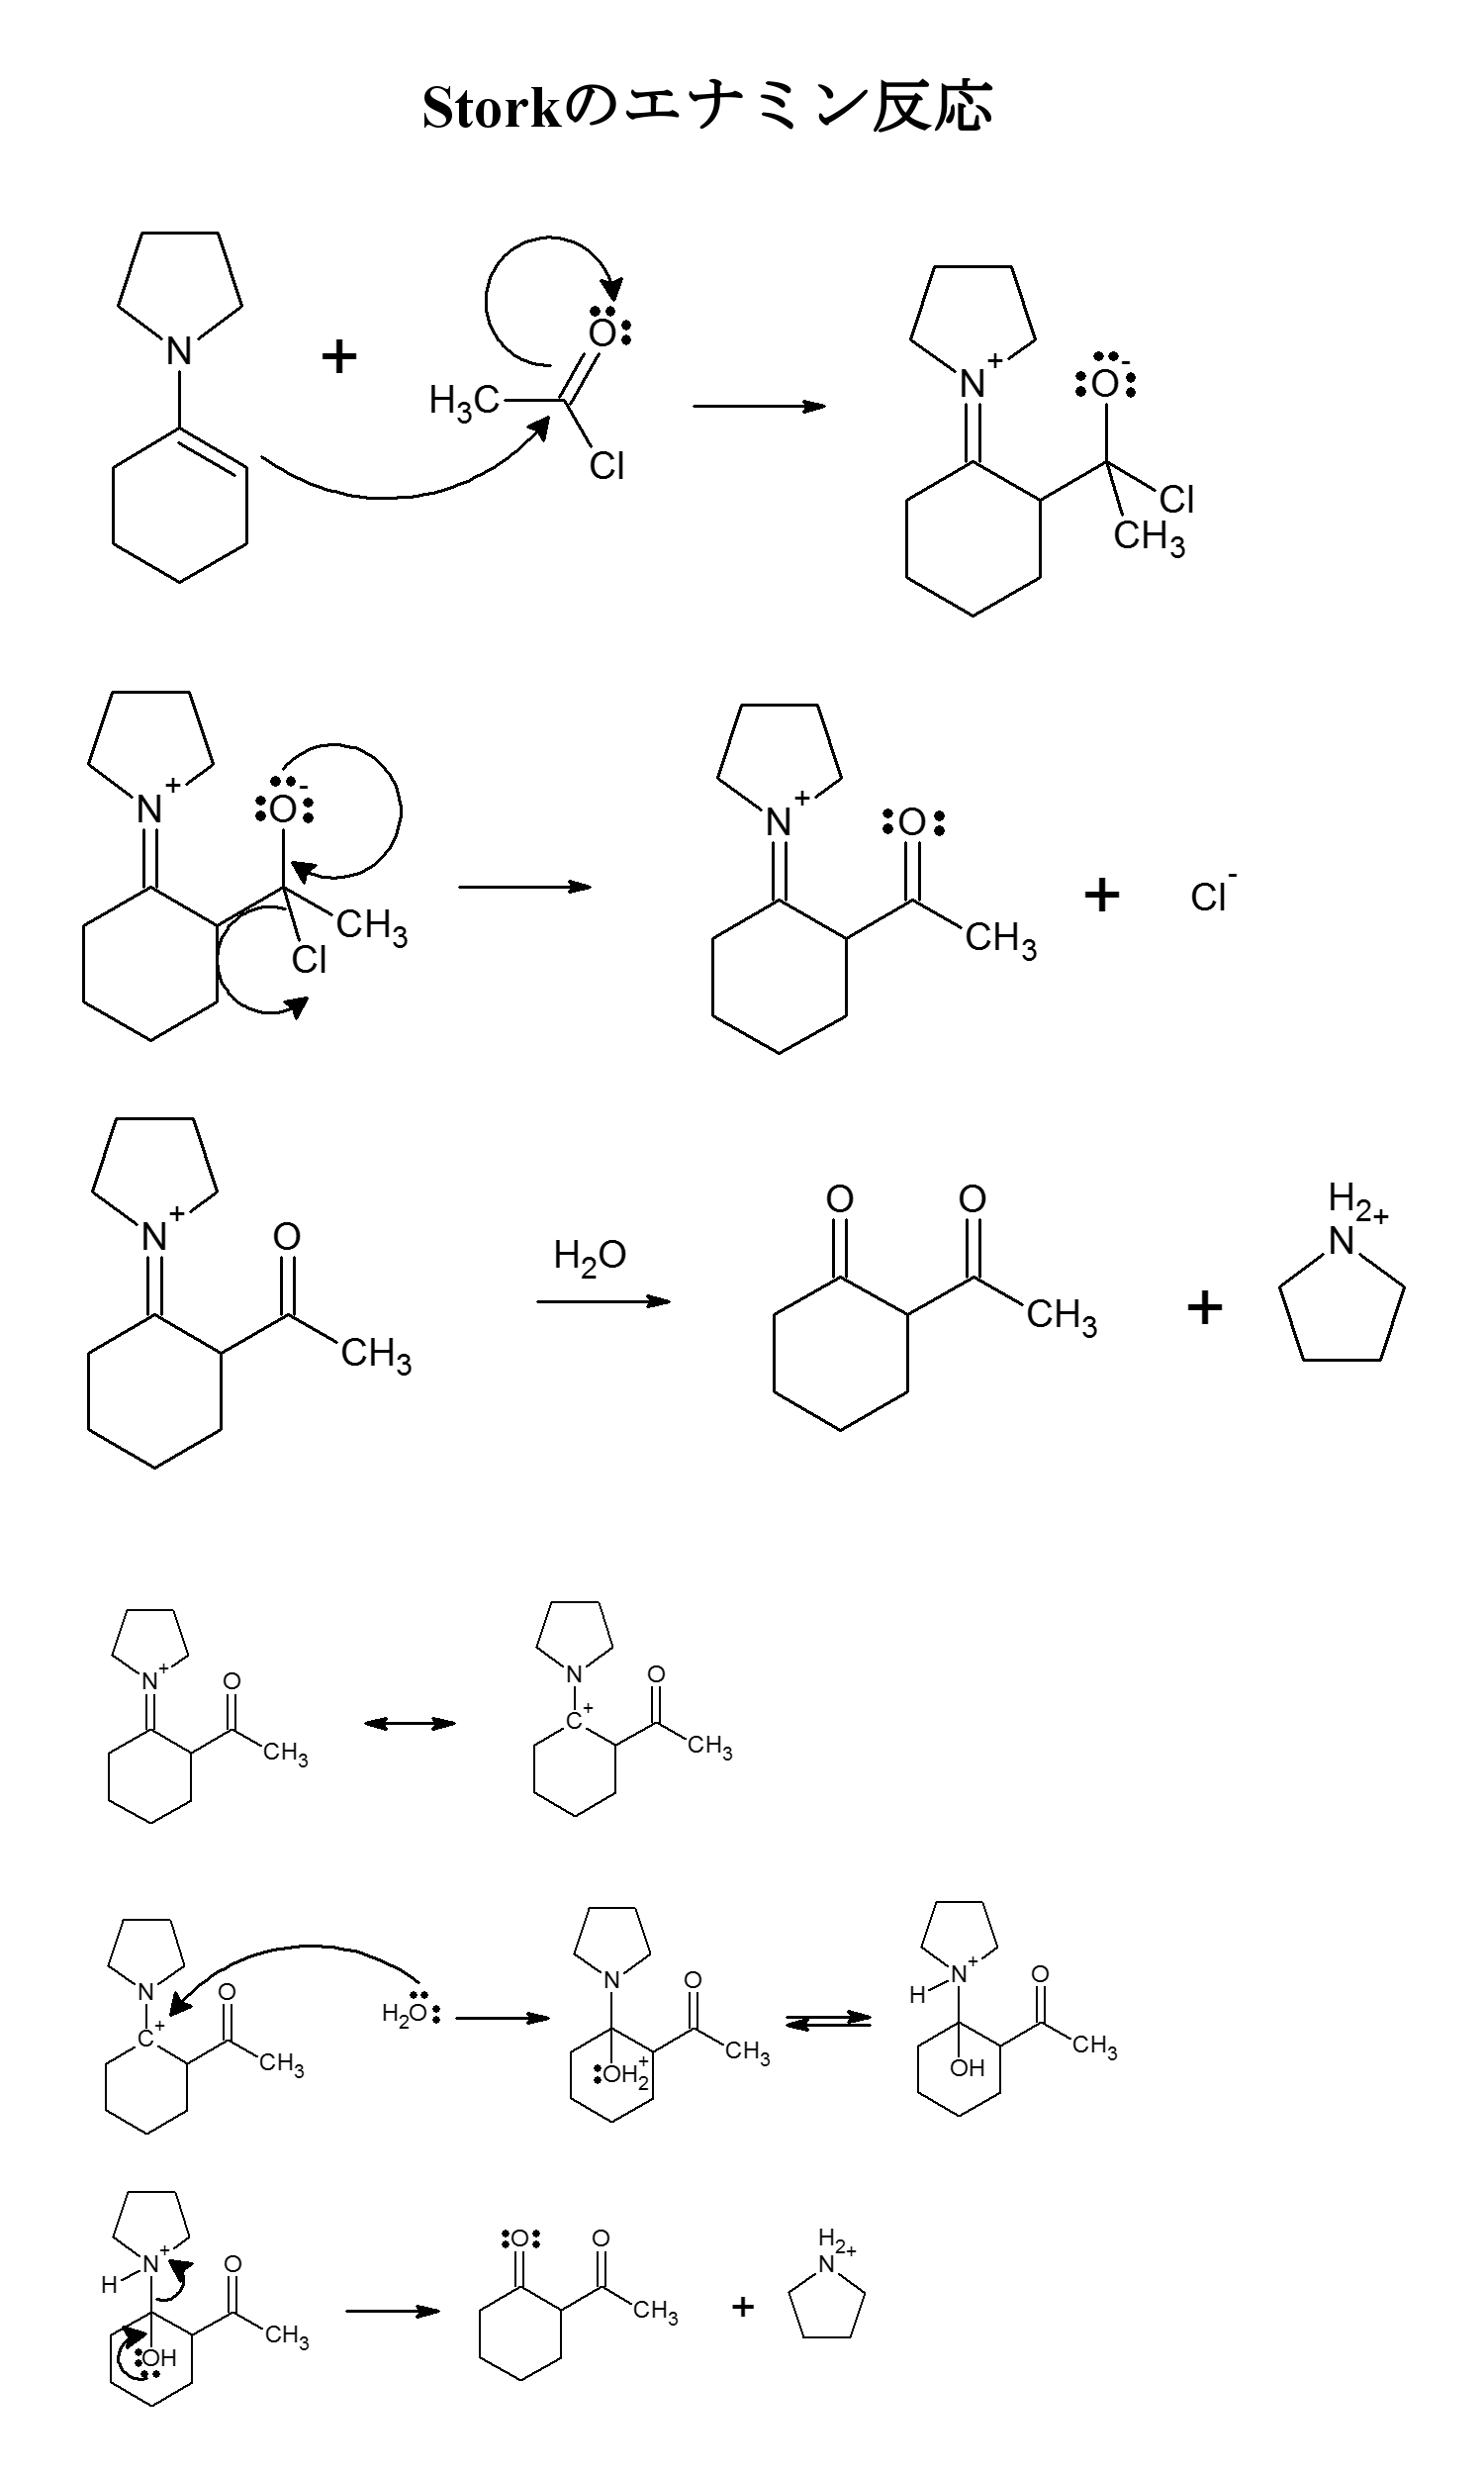 Storkのエナミン反応
N + H3C O Cl
N+ O- Cl CH3
N+ O- CH3 Cl
N+ O CH3 + Cl-
N+ O CH3
H2O
O O CH3 + H2+ N
N+ O CH3
N C+ O CH3
N C+ O CH3 H2O
N O CH3 OH2+
N+ H O CH3 OH
N+ H O CH3 OH
O O CH3 + H2+ N